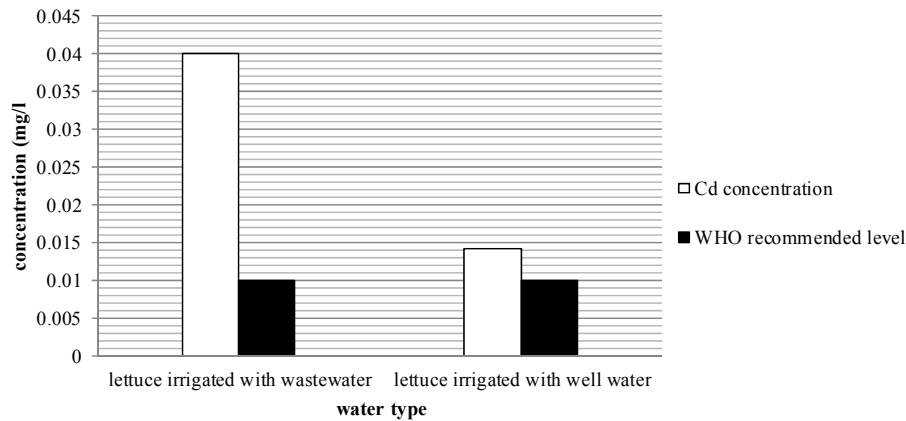 0.045
0.04
0.035
0.03
0.025
0.02
0.015
0.01
0.005
0
concentration (mg/l
lettuce irrigated with wastewater
lettuce irrigated with well water
water type
Cd concentration
WHO recommended level